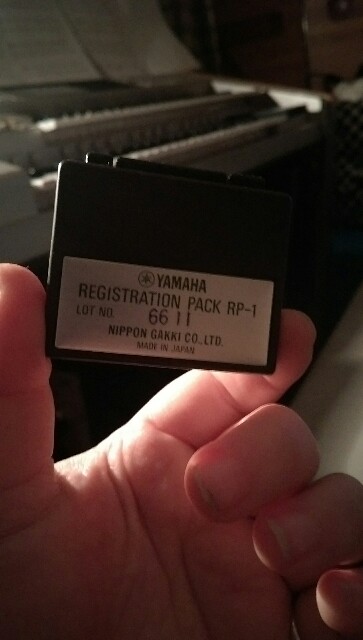 YAMAHA
REGISTRATION PACK RP-1
LOT NO. 66 11
NIPPON GAKKI CO.,LTD.
MADE IN JAPAN